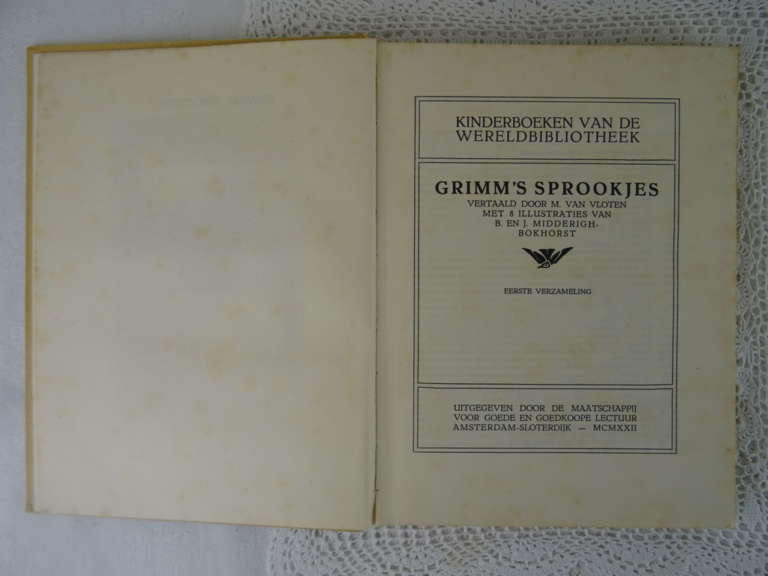 KINDERBOEKEN VAN DE
WERELDBIBLIOTHEEK
GRIMM'S SPROOKJES
VERTAALD DOOR M. VAN VLOTEN
MET 8 ILLUSTRATIES VAN
B. EN J. MIDDERIGH-
BOKHORST
EERSTE VERZAMELING
UITGEGEVEN DOOR DE MAATSCHAPPIJ
VOOR GOEDE EN GOEDKOOPE LECTUUR
AMSTERDAM-SLOTERDIJK — MCMXXII